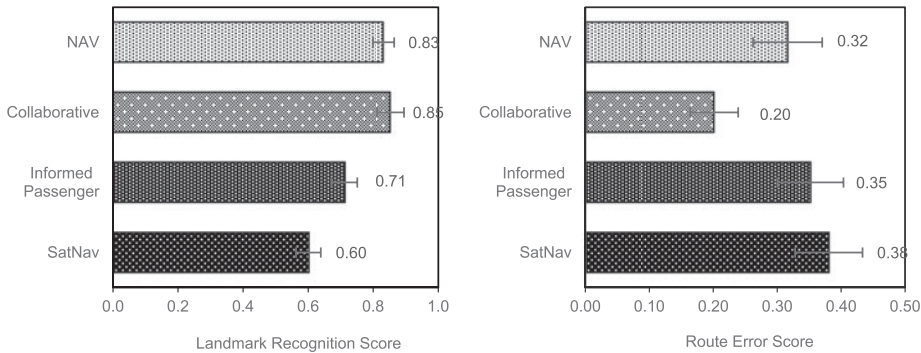 NAV
0.83
Collaborative
0.85
Informed
Passenger
0.71
SatNav
0.60
0.0 0.2 0.4 0.6 0.8 1.0
Landmark Recognition Score
NAV
0.32
Collaborative
0.20
Informed
Passenger
0.35
SatNav
0.38
0.00 0.10 0.20 0.30 0.40 0.50
Route Error Score